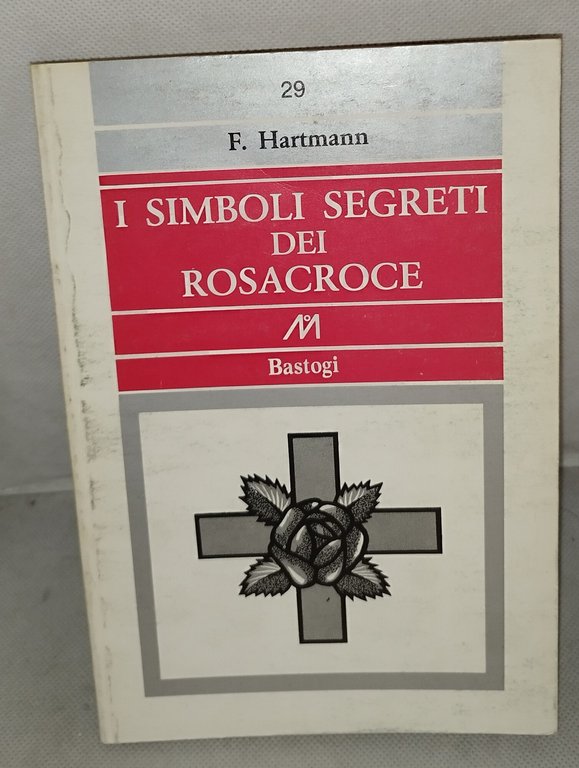 29
F. Hartmann
I SIMBOLI SEGRETI
DEI
ROSACROCE
Bastogi